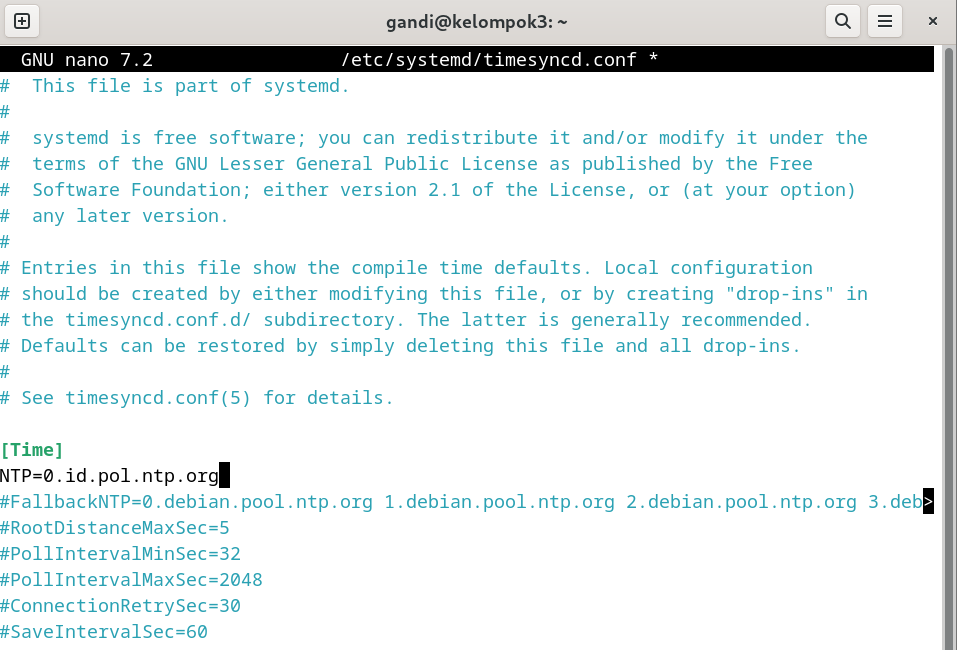 gandi@kelompok3: ~
GNU nano 7.2 /etc/systemd/timesyncd.conf *
#  This file is part of systemd.
#
#  systemd is free software; you can redistribute it and/or modify it under the
#  terms of the GNU Lesser General Public License as published by the Free
#  Software Foundation; either version 2.1 of the License, or (at your option)
#  any later version.
#
# Entries in this file show the compile time defaults. Local configuration
# should be created by either modifying this file, or by creating "drop-ins" in
# the timesyncd.conf.d/ subdirectory. The latter is generally recommended.
# Defaults can be restored by simply deleting this file and all drop-ins.
#
# See timesyncd.conf(5) for details.

[Time]
NTP=0.id.pol.ntp.org
#FallbackNTP=0.debian.pool.ntp.org 1.debian.pool.ntp.org 2.debian.pool.ntp.org 3.deb>
#RootDistanceMaxSec=5
#PollIntervalMinSec=32
#PollIntervalMaxSec=2048
#ConnectionRetrySec=30
#SaveIntervalSec=60